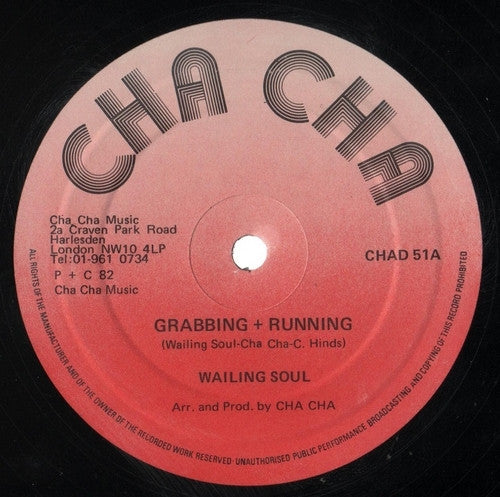 CHA CHA
Cha Cha Music
2a Craven Park Road
Harlesden
London NW10 4LP
Tel:01-961 0734
P + C 82
Cha Cha Music
CHAD 51A
GRABBING + RUNNING
(Wailing Soul-Cha Cha-C. Hinds)
WAILING SOUL
Arr. and Prod. by CHA CHA
ALL RIGHTS OF THE MANUFACTURER AND OF THE OWNER OF THE RECORDED WORK RESERVED·UNAUTHORISED PUBLIC PERFORMANCE BROADCASTING AND COPYING OF THIS RECORD PROHIBITED